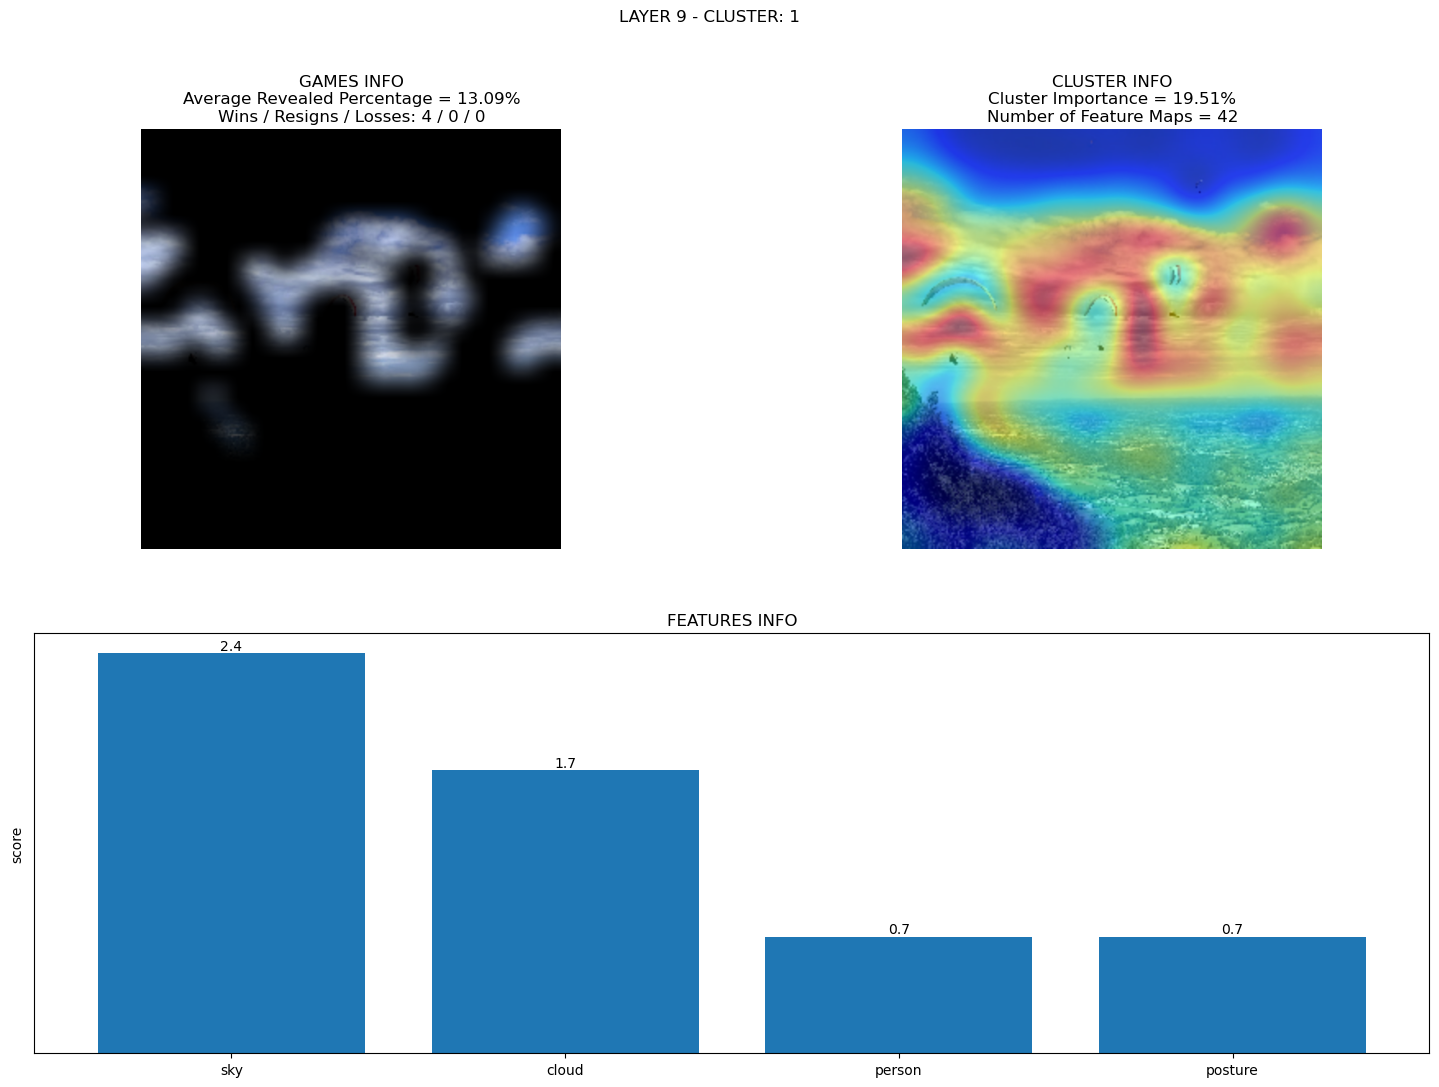 LAYER 9 - CLUSTER: 1
GAMES INFO
Average Revealed Percentage = 13.09%
Wins / Resigns / Losses: 4 / 0 / 0
CLUSTER INFO
Cluster Importance = 19.51%
Number of Feature Maps = 42
FEATURES INFO
score
2.4
1.7
0.7
0.7
sky
cloud
person
posture